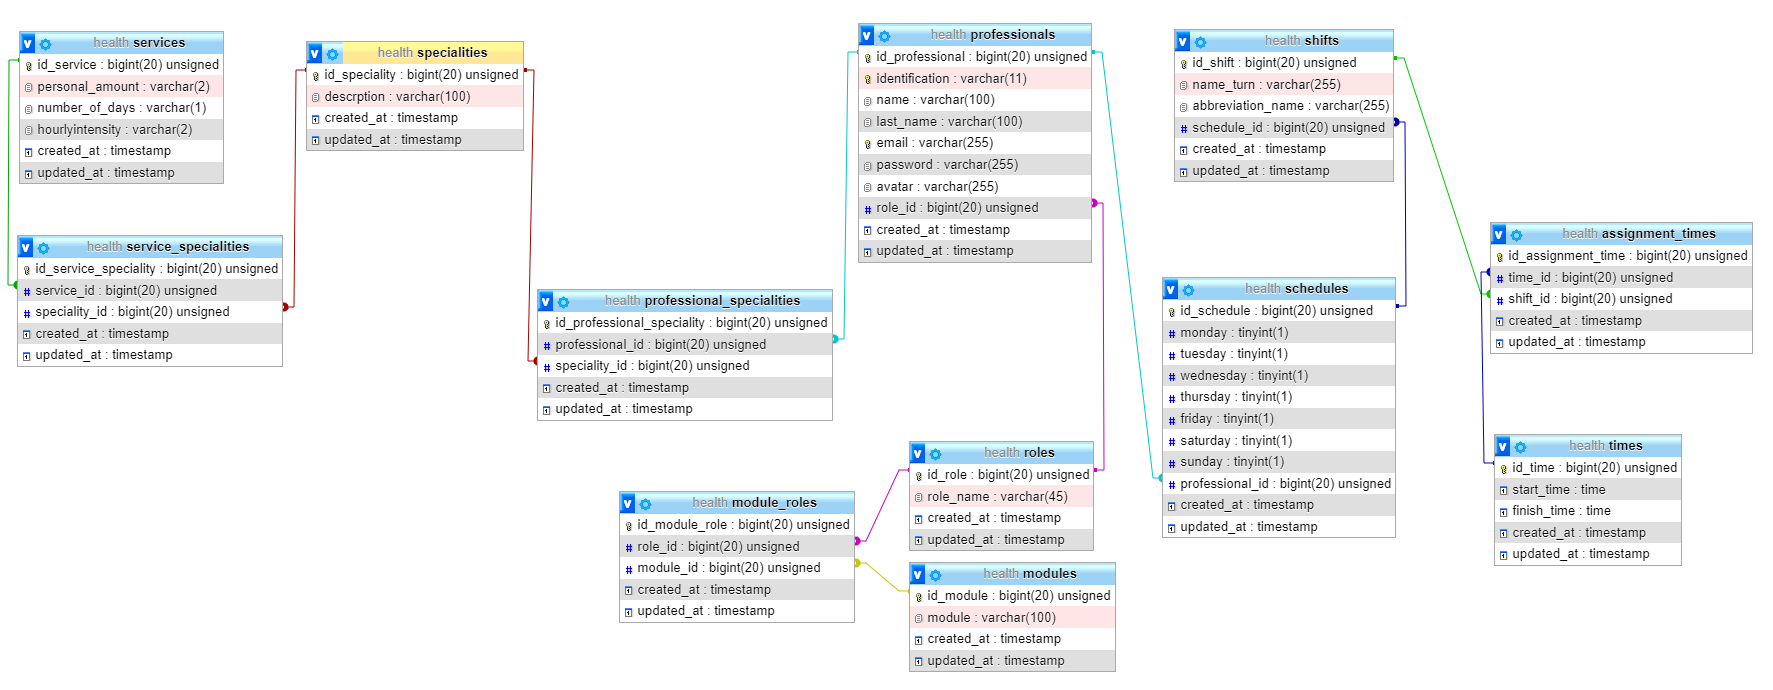 health services
id_service : bigint(20) unsigned
personal_amount : varchar(2)
number_of_days : varchar(1)
hourlyintensity : varchar(2)
created_at : timestamp
updated_at : timestamp
health specialities
id_speciality : bigint(20) unsigned
descrption : varchar(100)
created_at : timestamp
updated_at : timestamp
health professionals
id_professional : bigint(20) unsigned
identification : varchar(11)
name : varchar(100)
last_name : varchar(100)
email : varchar(255)
password : varchar(255)
avatar : varchar(255)
role_id : bigint(20) unsigned
created_at : timestamp
updated_at : timestamp
health shifts
id_shift : bigint(20) unsigned
name_turn : varchar(255)
abbreviation_name : varchar(255)
schedule_id : bigint(20) unsigned
created_at : timestamp
updated_at : timestamp
health service_specialities
id_service_speciality : bigint(20) unsigned
service_id : bigint(20) unsigned
speciality_id : bigint(20) unsigned
created_at : timestamp
updated_at : timestamp
health professional_specialities
id_professional_speciality : bigint(20) unsigned
professional_id : bigint(20) unsigned
speciality_id : bigint(20) unsigned
created_at : timestamp
updated_at : timestamp
health schedules
id_schedule : bigint(20) unsigned
monday : tinyint(1)
tuesday : tinyint(1)
wednesday : tinyint(1)
thursday : tinyint(1)
friday : tinyint(1)
saturday : tinyint(1)
sunday : tinyint(1)
professional_id : bigint(20) unsigned
created_at : timestamp
updated_at : timestamp
health assignment_times
id_assignment_time : bigint(20) unsigned
time_id : bigint(20) unsigned
shift_id : bigint(20) unsigned
created_at : timestamp
updated_at : timestamp
health module_roles
id_module_role : bigint(20) unsigned
role_id : bigint(20) unsigned
module_id : bigint(20) unsigned
created_at : timestamp
updated_at : timestamp
health roles
id_role : bigint(20) unsigned
role_name : varchar(45)
created_at : timestamp
updated_at : timestamp
health modules
id_module : bigint(20) unsigned
module : varchar(100)
created_at : timestamp
updated_at : timestamp
health times
id_time : bigint(20) unsigned
start_time : time
finish_time : time
created_at : timestamp
updated_at : timestamp